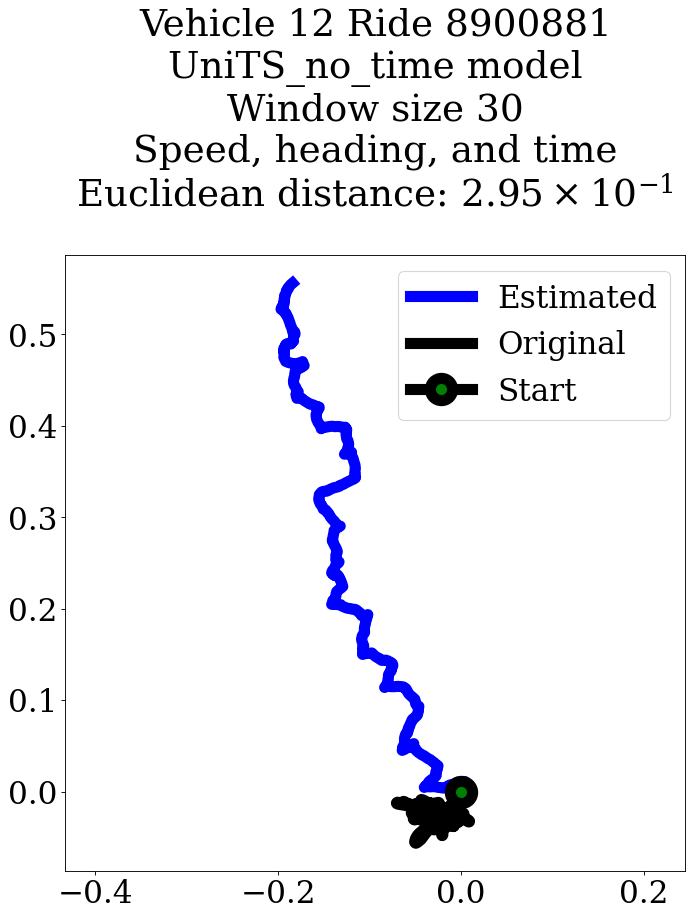 Vehicle 12 Ride 8900881
UniTS_no_time model
Window size 30
Speed, heading, and time
Euclidean distance: 2.95 × 10⁻¹
Estimated
Original
Start
0.5
0.4
0.3
0.2
0.1
0.0
−0.4
−0.2
0.0
0.2